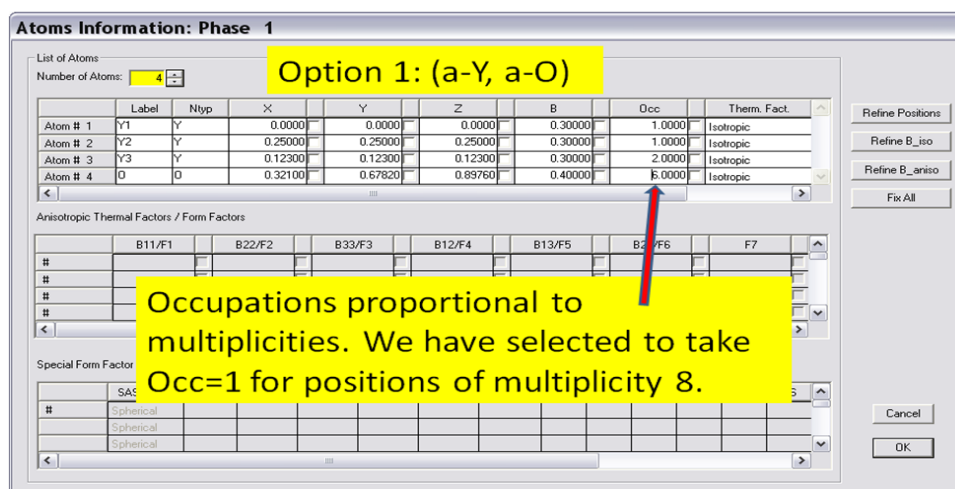 Atoms Information: Phase 1
List of Atoms
Number of Atoms: 4
Option 1: (a-Y, a-O)
Label Ntyp X Y Z B Occ Therm. Fact.
Atom # 1 Y1 Y 0.0000 0.0000 0.0000 0.30000 1.0000 Isotropic
Atom # 2 Y2 Y 0.25000 0.25000 0.25000 0.30000 1.0000 Isotropic
Atom # 3 Y3 Y 0.12300 0.12300 0.12300 0.30000 2.0000 Isotropic
Atom # 4 O O 0.32100 0.67820 0.89760 0.40000 6.0000 Isotropic
Refine Positions
Refine B_iso
Refine B_aniso
Fix All
Anisotropic Thermal Factors / Form Factors
B11/F1 B22/F2 B33/F3 B12/F4 B13/F5 F7
#
#
#
#
Occupations proportional to
multiplicities. We have selected to take
Occ=1 for positions of multiplicity 8.
Special Form Factor
#
Spherical
Spherical
Spherical
Cancel
OK